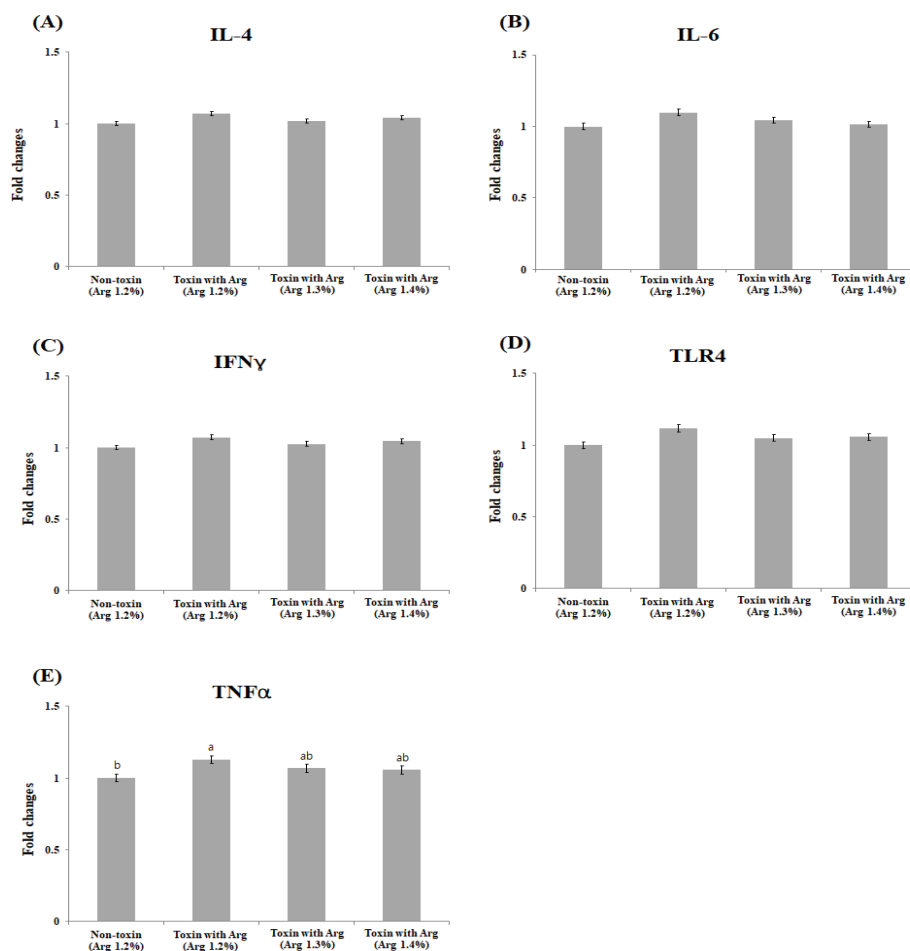 (A)
IL-4
1.5
1
0.5
0
Fold changes
Non-toxin
(Arg 1.2%)
Toxin with Arg
(Arg 1.2%)
Toxin with Arg
(Arg 1.3%)
Toxin with Arg
(Arg 1.4%)
(B)
IL-6
1.5
1
0.5
0
Fold changes
Non-toxin
(Arg 1.2%)
Toxin with Arg
(Arg 1.2%)
Toxin with Arg
(Arg 1.3%)
Toxin with Arg
(Arg 1.4%)
(C)
IFNɣ
1.5
1
0.5
0
Fold changes
Non-toxin
(Arg 1.2%)
Toxin with Arg
(Arg 1.2%)
Toxin with Arg
(Arg 1.3%)
Toxin with Arg
(Arg 1.4%)
(D)
TLR4
1.5
1
0.5
0
Fold changes
Non-toxin
(Arg 1.2%)
Toxin with Arg
(Arg 1.2%)
Toxin with Arg
(Arg 1.3%)
Toxin with Arg
(Arg 1.4%)
(E)
TNFα
1.5
1
0.5
0
Fold changes
b
a
ab
ab
Non-toxin
(Arg 1.2%)
Toxin with Arg
(Arg 1.2%)
Toxin with Arg
(Arg 1.3%)
Toxin with Arg
(Arg 1.4%)